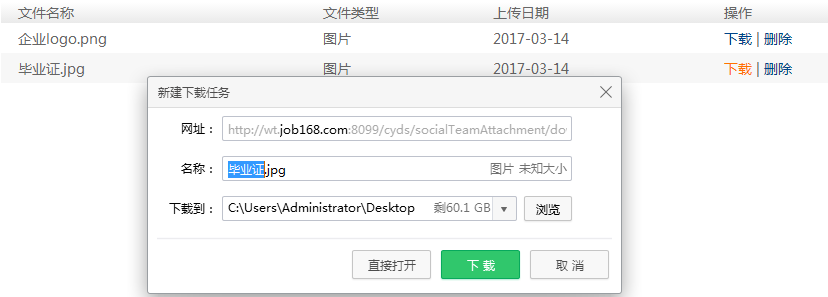 文件名称 文件类型 上传日期 操作
企业logo.png 图片 2017-03-14 下载 | 删除
毕业证.jpg 图片 2017-03-14 下载 | 删除
新建下载任务
网址： http://wt.job168.com:8099/cyds/socialTeamAttachment/do
名称： 毕业证.jpg 图片 未知大小
下载到： C:\Users\Administrator\Desktop 剩60.1 GB 浏览
直接打开 下载 取消